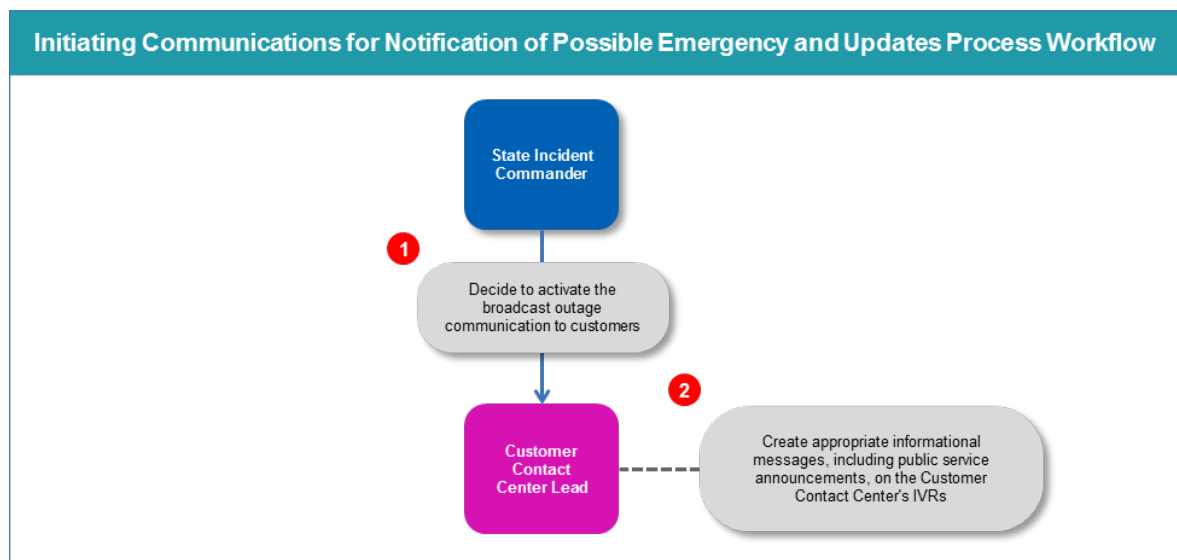 Initiating Communications for Notification of Possible Emergency and Updates Process Workflow
State Incident
Commander
1
Decide to activate the
broadcast outage
communication to customers
2
Customer
Contact
Center Lead
Create appropriate informational
messages, including public service
announcements, on the Customer
Contact Center's IVRs